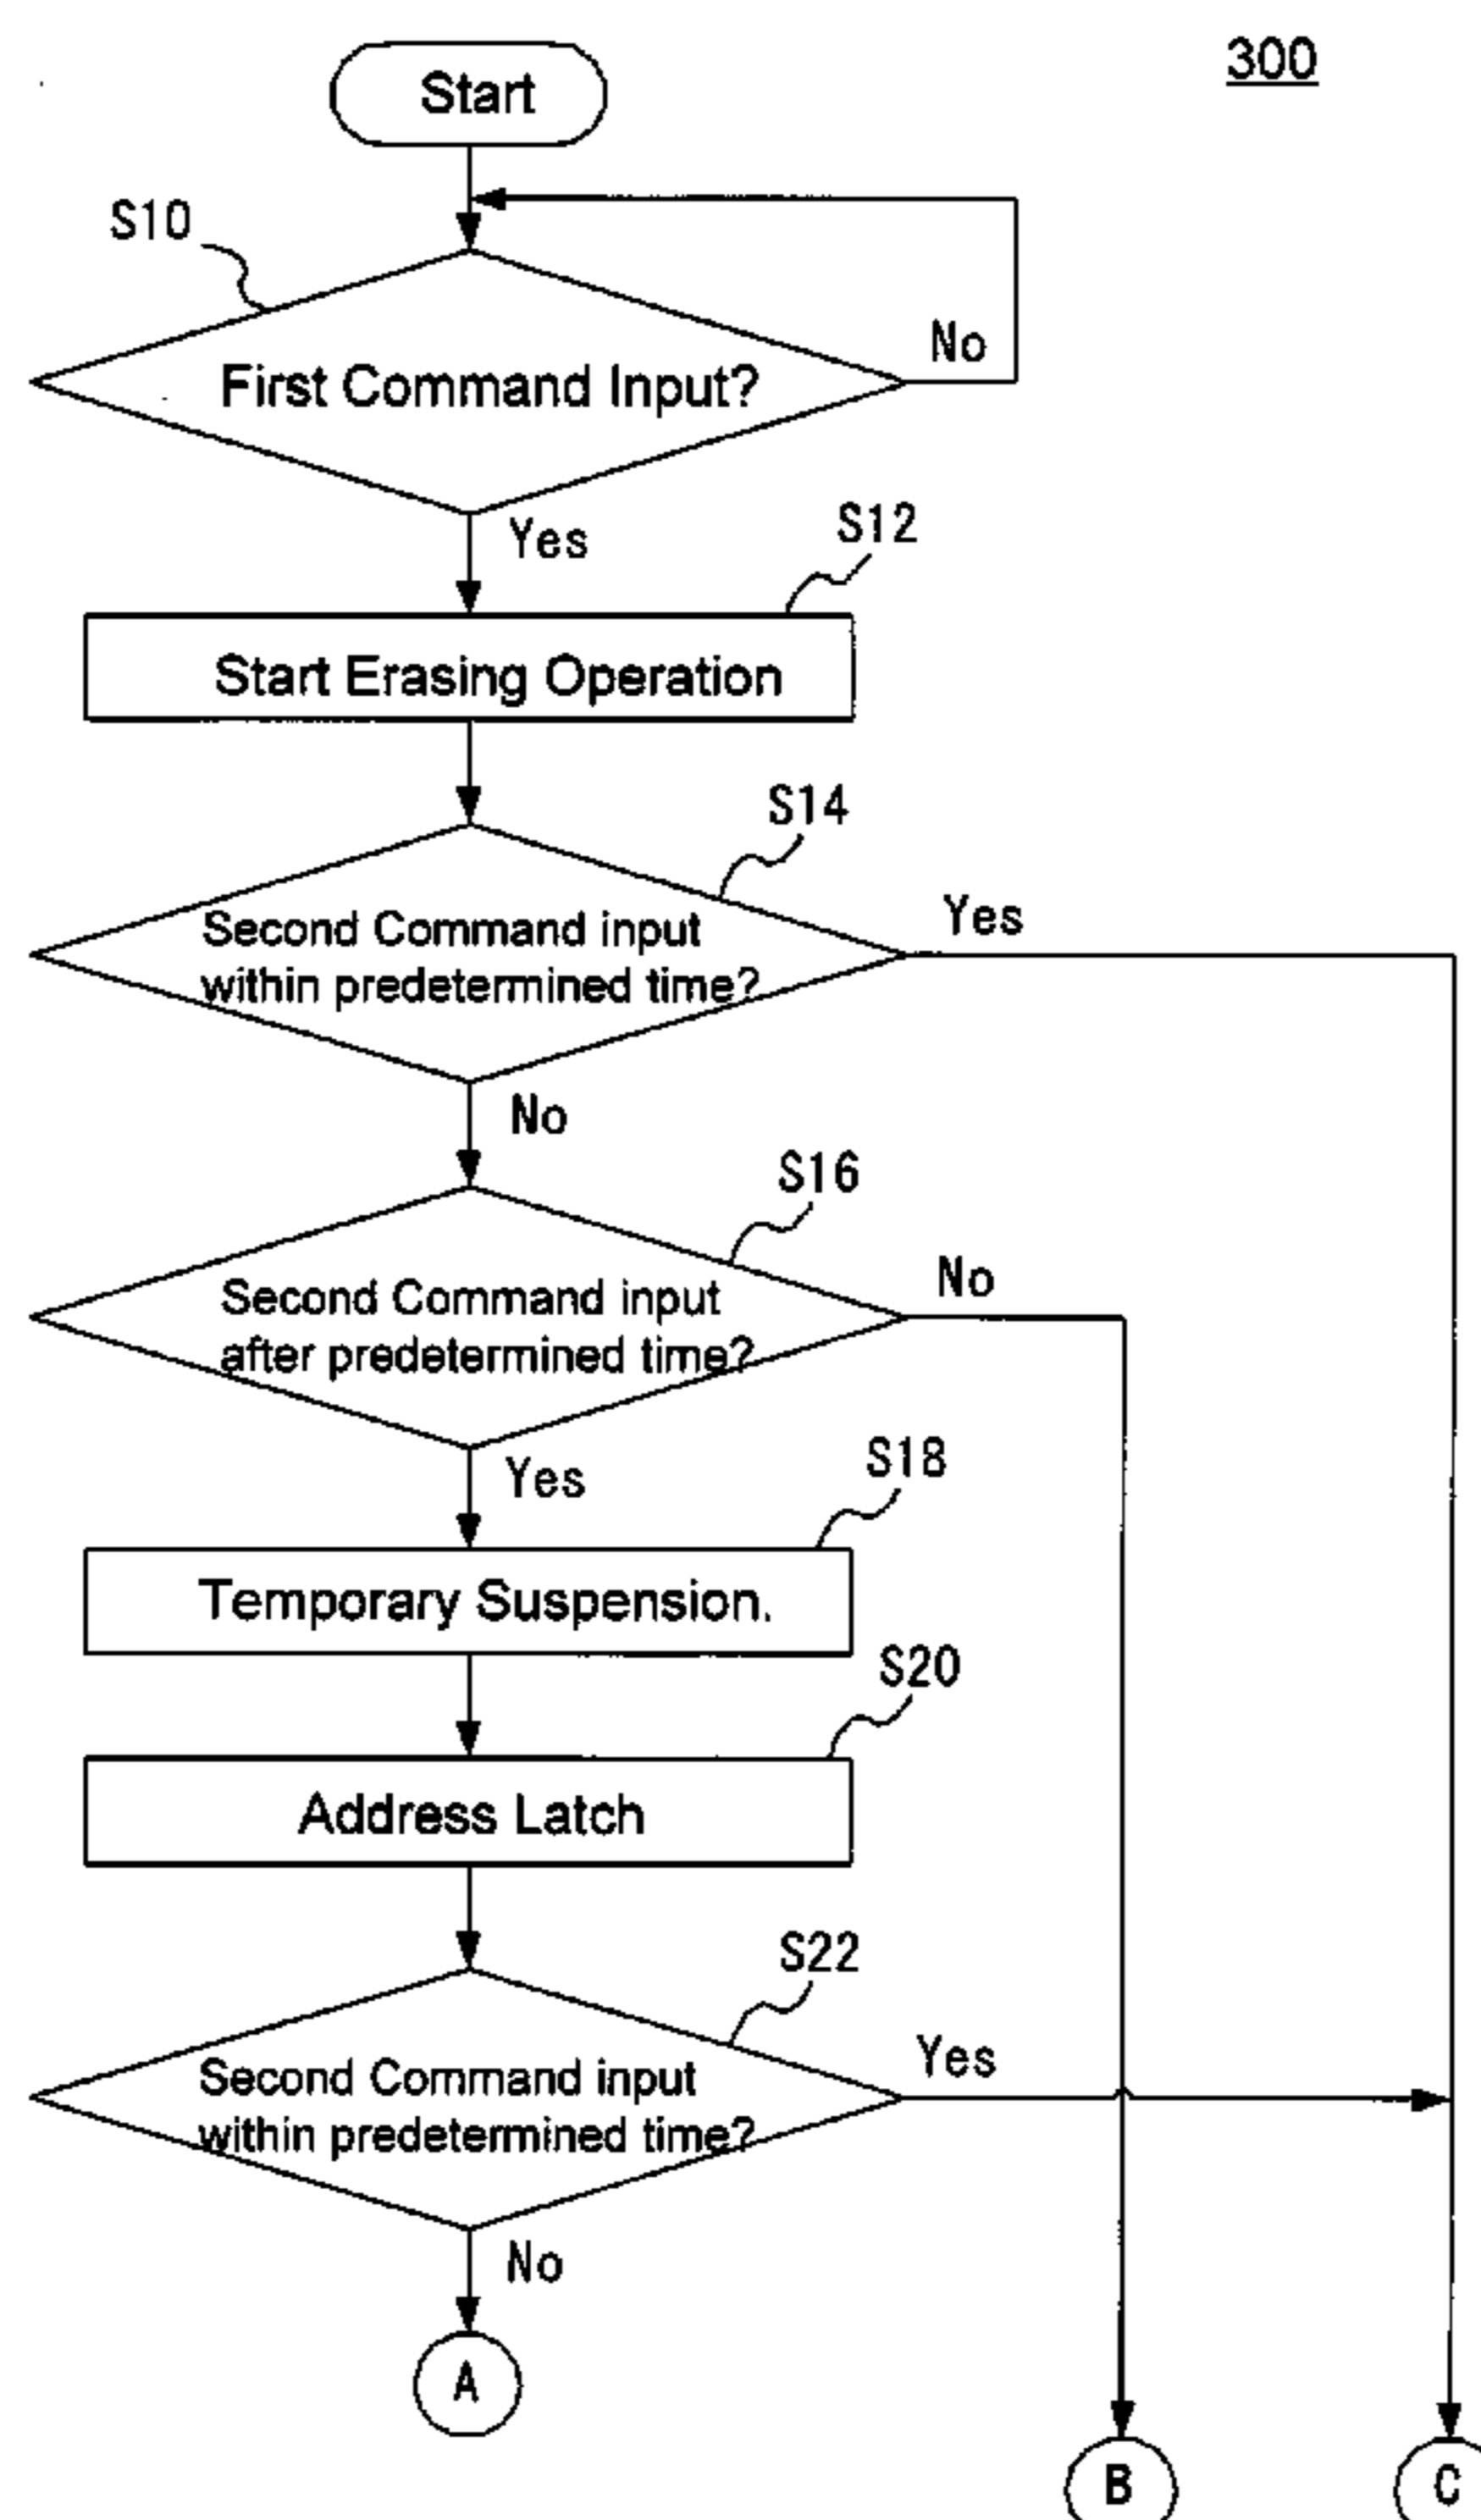 300
Start
S10
No
First Command Input?
Yes
S12
Start Erasing Operation
S14
Yes
Second Command input
within predetermined time?
No
S16
No
Second Command input
after predetermined time?
Yes
S18
Temporary Suspension.
S20
Address Latch
S22
Yes
Second Command input
within predetermined time?
No
A
B
C